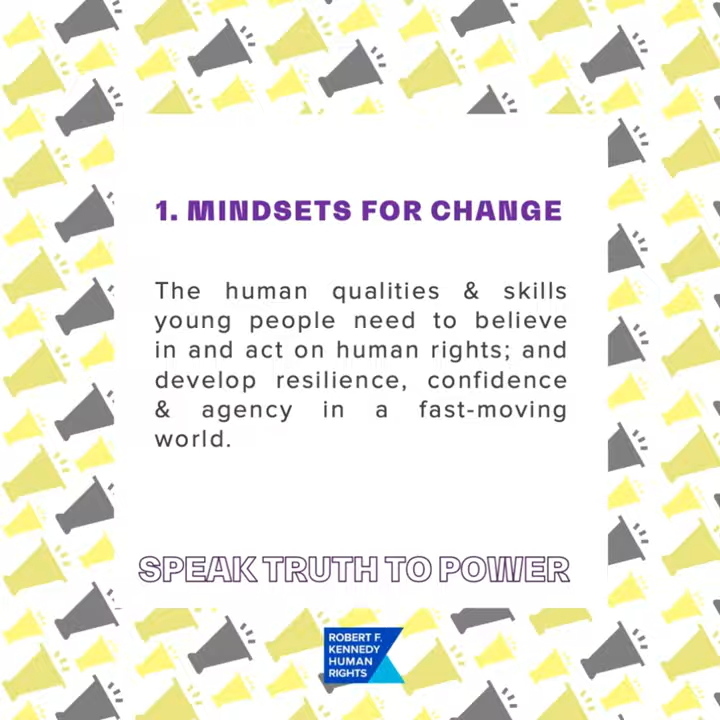 1. MINDSETS FOR CHANGE
The human qualities & skills
young people need to believe
in and act on human rights; and
develop resilience, confidence
& agency in a fast-moving
world.
SPEAK TRUTH TO POWER
ROBERT F.
KENNEDY
HUMAN
RIGHTS